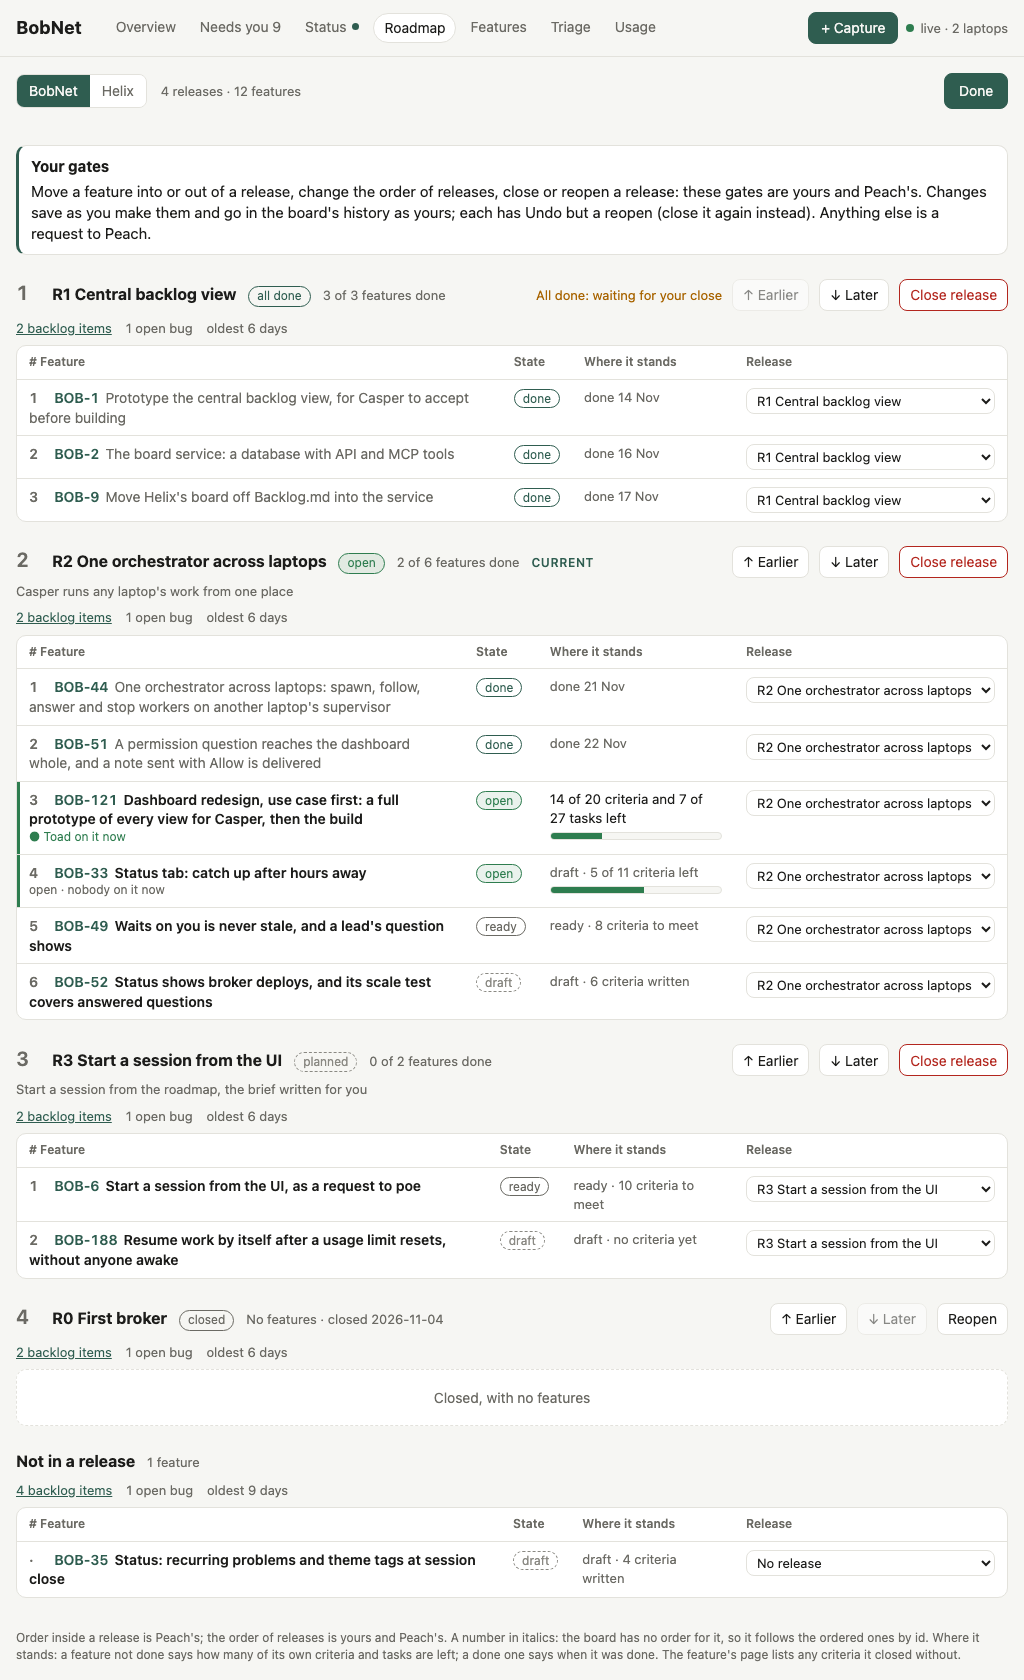 BobNet Overview Needs you 9 Status Roadmap Features Triage Usage + Capture live · 2 laptops
BobNet Helix 4 releases · 12 features Done
Your gates
Move a feature into or out of a release, change the order of releases, close or reopen a release: these gates are yours and Peach's. Changes
save as you make them and go in the board's history as yours; each has Undo but a reopen (close it again instead). Anything else is a
request to Peach.
1 R1 Central backlog view all done 3 of 3 features done All done: waiting for your close ↑ Earlier ↓ Later Close release
2 backlog items 1 open bug oldest 6 days
# Feature State Where it stands Release
1 BOB-1 Prototype the central backlog view, for Casper to accept done done 14 Nov R1 Central backlog view
before building
2 BOB-2 The board service: a database with API and MCP tools done done 16 Nov R1 Central backlog view
3 BOB-9 Move Helix's board off Backlog.md into the service done done 17 Nov R1 Central backlog view
2 R2 One orchestrator across laptops open 2 of 6 features done CURRENT ↑ Earlier ↓ Later Close release
Casper runs any laptop's work from one place
2 backlog items 1 open bug oldest 6 days
# Feature State Where it stands Release
1 BOB-44 One orchestrator across laptops: spawn, follow, done done 21 Nov R2 One orchestrator across laptops
answer and stop workers on another laptop's supervisor
2 BOB-51 A permission question reaches the dashboard done done 22 Nov R2 One orchestrator across laptops
whole, and a note sent with Allow is delivered
3 BOB-121 Dashboard redesign, use case first: a full open 14 of 20 criteria and 7 of R2 One orchestrator across laptops
prototype of every view for Casper, then the build 27 tasks left
Toad on it now
4 BOB-33 Status tab: catch up after hours away open draft · 5 of 11 criteria left R2 One orchestrator across laptops
open · nobody on it now
5 BOB-49 Waits on you is never stale, and a lead's question ready ready · 8 criteria to meet R2 One orchestrator across laptops
shows
6 BOB-52 Status shows broker deploys, and its scale test draft draft · 6 criteria written R2 One orchestrator across laptops
covers answered questions
3 R3 Start a session from the UI planned 0 of 2 features done ↑ Earlier ↓ Later Close release
Start a session from the roadmap, the brief written for you
2 backlog items 1 open bug oldest 6 days
# Feature State Where it stands Release
1 BOB-6 Start a session from the UI, as a request to poe ready ready · 10 criteria to R3 Start a session from the UI
meet
2 BOB-188 Resume work by itself after a usage limit resets, draft draft · no criteria yet R3 Start a session from the UI
without anyone awake
4 R0 First broker closed No features · closed 2026-11-04 ↑ Earlier ↓ Later Reopen
2 backlog items 1 open bug oldest 6 days
Closed, with no features
Not in a release 1 feature
4 backlog items 1 open bug oldest 9 days
# Feature State Where it stands Release
· BOB-35 Status: recurring problems and theme tags at session draft draft · 4 criteria No release
close written
Order inside a release is Peach's; the order of releases is yours and Peach's. A number in italics: the board has no order for it, so it follows the ordered ones by id. Where it
stands: a feature not done says how many of its own criteria and tasks are left; a done one says when it was done. The feature's page lists any criteria it closed without.